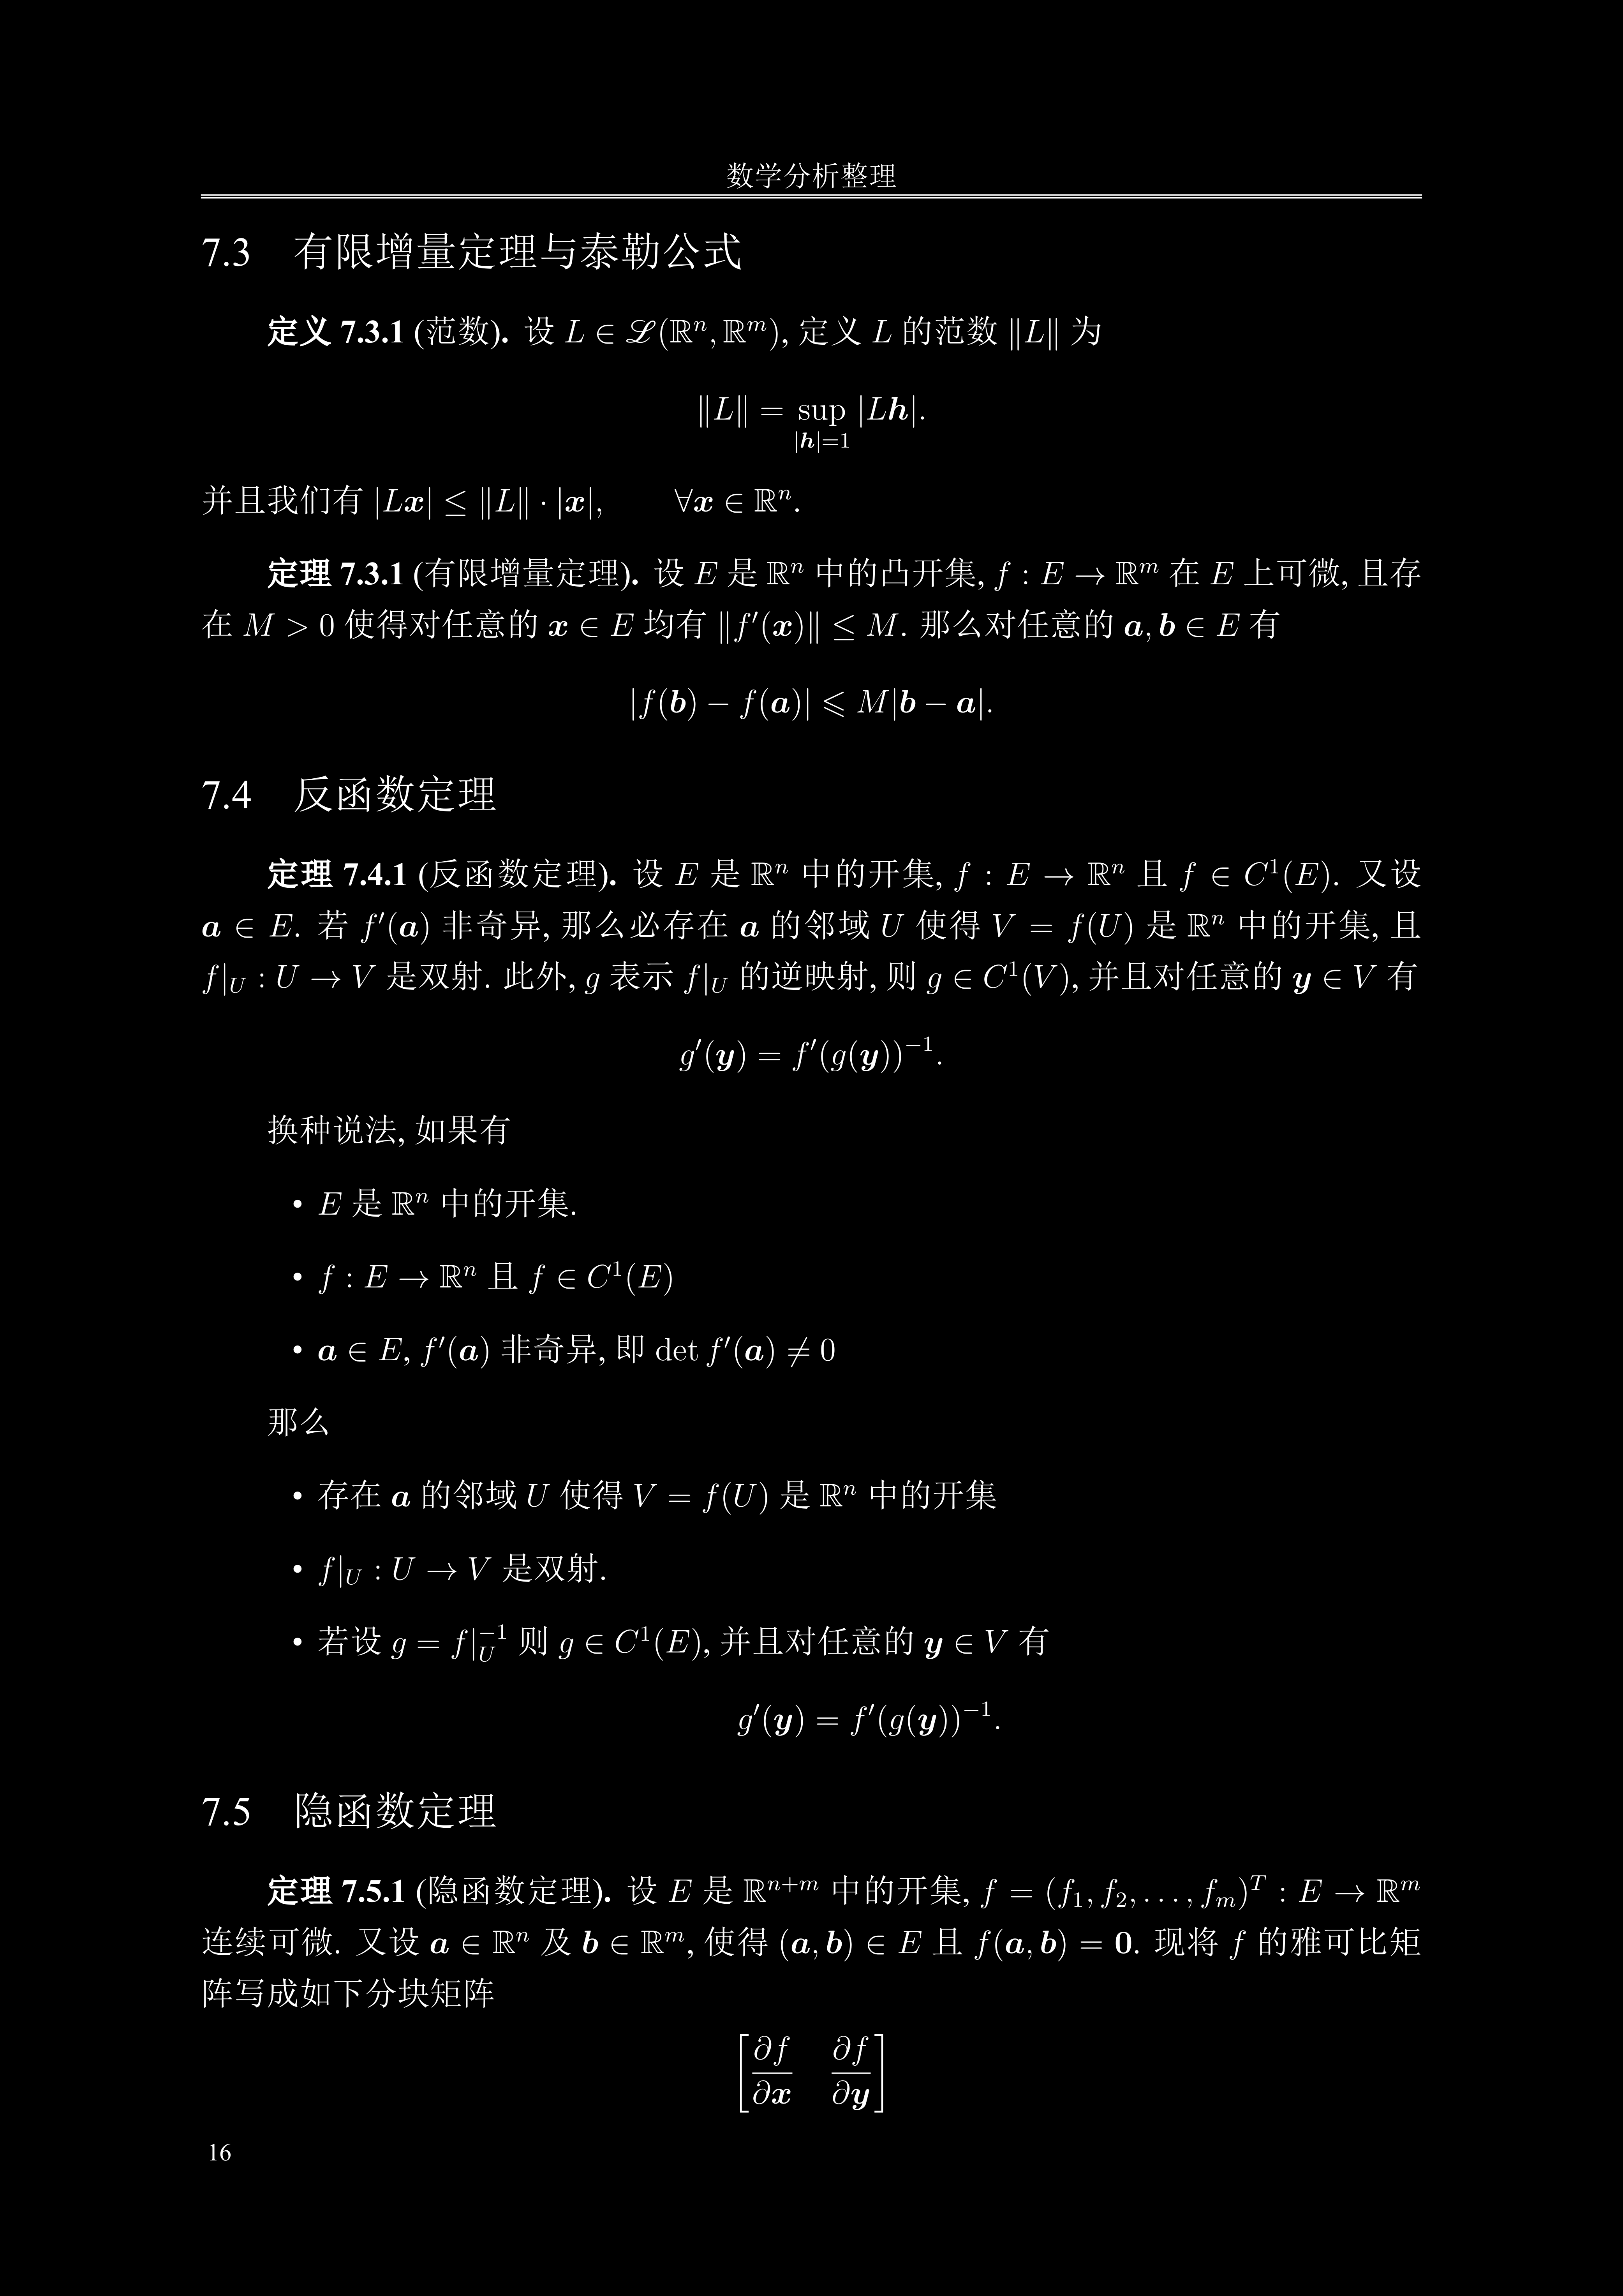 数学分析整理
7.3 有限增量定理与泰勒公式
定义 7.3.1 (范数). 设 $L \in \mathscr{L}(\mathbb{R}^n, \mathbb{R}^m)$, 定义 $L$ 的范数 $\|L\|$ 为
$\|L\| = \sup_{|\boldsymbol{h}|=1} |L\boldsymbol{h}|.$
并且我们有 $|L\boldsymbol{x}| \le \|L\| \cdot |\boldsymbol{x}|, \quad \forall \boldsymbol{x} \in \mathbb{R}^n.$
定理 7.3.1 (有限增量定理). 设 $E$ 是 $\mathbb{R}^n$ 中的凸开集, $f : E \to \mathbb{R}^m$ 在 $E$ 上可微, 且存
在 $M > 0$ 使得对任意的 $\boldsymbol{x} \in E$ 均有 $\|f'(\boldsymbol{x})\| \le M$. 那么对任意的 $\boldsymbol{a}, \boldsymbol{b} \in E$ 有
$|f(\boldsymbol{b}) - f(\boldsymbol{a})| \leqslant M|\boldsymbol{b} - \boldsymbol{a}|.$
7.4 反函数定理
定理 7.4.1 (反函数定理). 设 $E$ 是 $\mathbb{R}^n$ 中的开集, $f : E \to \mathbb{R}^n$ 且 $f \in C^1(E)$. 又设
$\boldsymbol{a} \in E$. 若 $f'(\boldsymbol{a})$ 非奇异, 那么必存在 $\boldsymbol{a}$ 的邻域 $U$ 使得 $V = f(U)$ 是 $\mathbb{R}^n$ 中的开集, 且
$f|_U : U \to V$ 是双射. 此外, $g$ 表示 $f|_U$ 的逆映射, 则 $g \in C^1(V)$, 并且对任意的 $\boldsymbol{y} \in V$ 有
$g'(\boldsymbol{y}) = f'(g(\boldsymbol{y}))^{-1}.$
换种说法, 如果有
• $E$ 是 $\mathbb{R}^n$ 中的开集.
• $f : E \to \mathbb{R}^n$ 且 $f \in C^1(E)$
• $\boldsymbol{a} \in E, f'(\boldsymbol{a})$ 非奇异, 即 $\det f'(\boldsymbol{a}) \neq 0$
那么
• 存在 $\boldsymbol{a}$ 的邻域 $U$ 使得 $V = f(U)$ 是 $\mathbb{R}^n$ 中的开集
• $f|_U : U \to V$ 是双射.
• 若设 $g = f|_U^{-1}$ 则 $g \in C^1(E)$, 并且对任意的 $\boldsymbol{y} \in V$ 有
$g'(\boldsymbol{y}) = f'(g(\boldsymbol{y}))^{-1}.$
7.5 隐函数定理
定理 7.5.1 (隐函数定理). 设 $E$ 是 $\mathbb{R}^{n+m}$ 中的开集, $f = (f_1, f_2, \ldots, f_m)^T : E \to \mathbb{R}^m$
连续可微. 又设 $\boldsymbol{a} \in \mathbb{R}^n$ 及 $\boldsymbol{b} \in \mathbb{R}^m$, 使得 $(\boldsymbol{a}, \boldsymbol{b}) \in E$ 且 $f(\boldsymbol{a}, \boldsymbol{b}) = \boldsymbol{0}$. 现将 $f$ 的雅可比矩
阵写成如下分块矩阵
$\begin{bmatrix} \dfrac{\partial f}{\partial \boldsymbol{x}} & \dfrac{\partial f}{\partial \boldsymbol{y}} \end{bmatrix}$
16